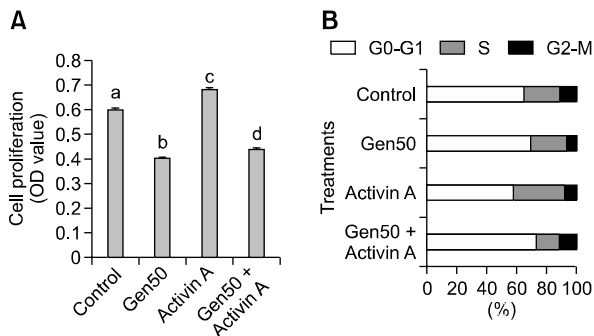 A
Cell proliferation
(OD value)
0.8
0.7
0.6
0.5
0.4
0.3
0.2
0.1
0
a
b
c
d
Control
Gen50
Activin A
Gen50 +
Activin A
B
G0-G1
S
G2-M
Treatments
Control
Gen50
Activin A
Gen50 +
Activin A
0 20 40 60 80 100
(%)